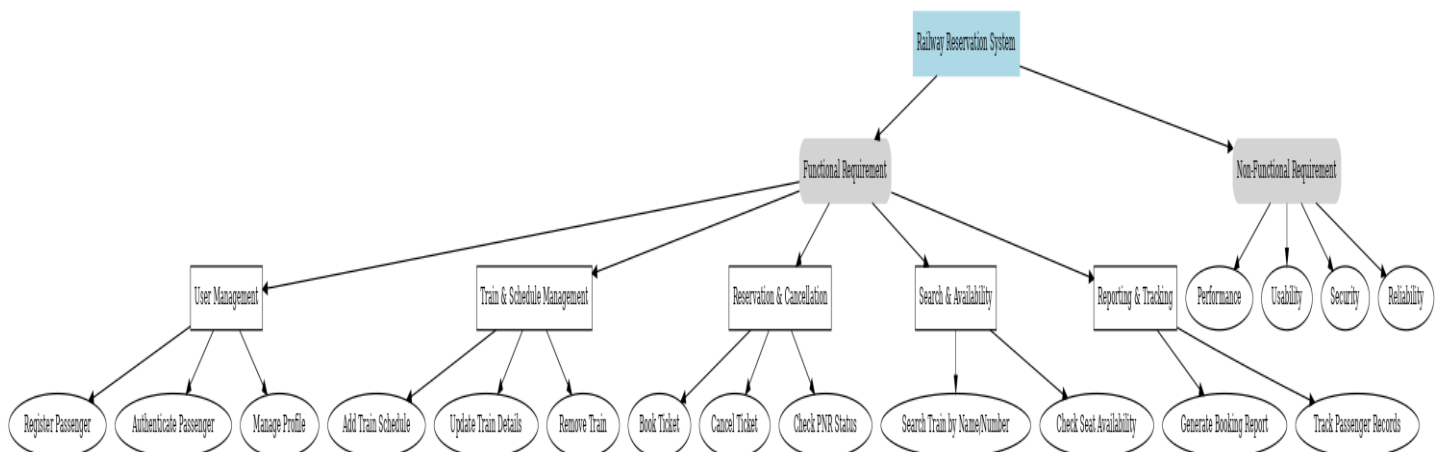 Railway Reservation System
Functional Requirement
Non-Functional Requirement
User Management
Train & Schedule Management
Reservation & Cancellation
Search & Availability
Reporting & Tracking
Performance
Usability
Security
Reliability
Register Passenger
Authenticate Passenger
Manage Profile
Add Train Schedule
Update Train Details
Remove Train
Book Ticket
Cancel Ticket
Check PNR Status
Search Train by Name/Number
Check Seat Availability
Generate Booking Report
Track Passenger Records